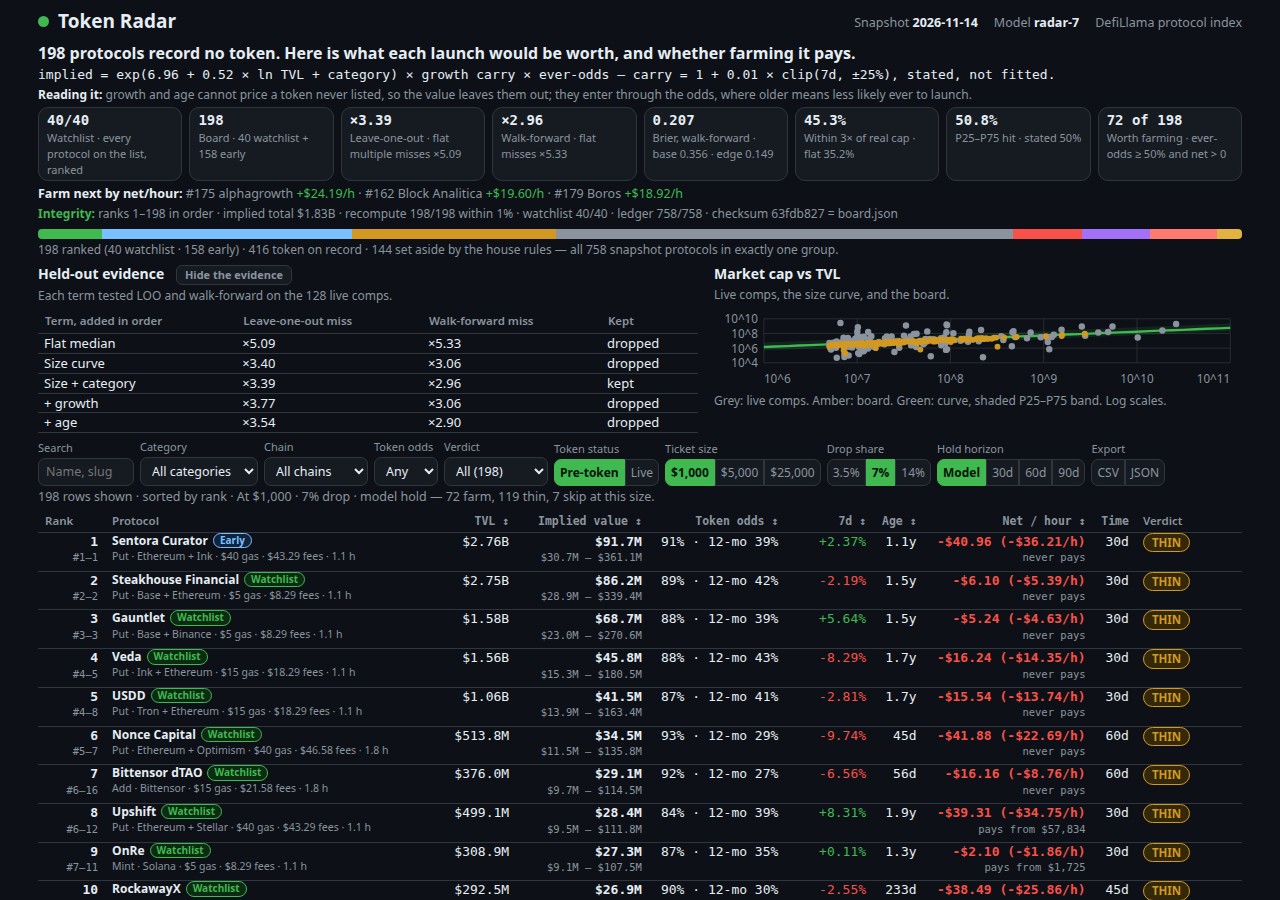 Token Radar
Snapshot 2026-11-14 Model radar-7 DefiLlama protocol index
198 protocols record no token. Here is what each launch would be worth, and whether farming it pays.
implied = exp(6.96 + 0.52 × ln TVL + category) × growth carry × ever-odds — carry = 1 + 0.01 × clip(7d, ±25%), stated, not fitted.
Reading it: growth and age cannot price a token never listed, so the value leaves them out; they enter through the odds, where older means less likely ever to launch.
40/40
Watchlist · every
protocol on the list,
ranked
198
Board · 40 watchlist +
158 early
×3.39
Leave-one-out · flat
multiple misses ×5.09
×2.96
Walk-forward · flat
misses ×5.33
0.207
Brier, walk-forward ·
base 0.356 · edge 0.149
45.3%
Within 3× of real cap ·
flat 35.2%
50.8%
P25–P75 hit · stated 50%
72 of 198
Worth farming · ever-
odds ≥ 50% and net > 0
Farm next by net/hour: #175 alphagrowth +$24.19/h · #162 Block Analitica +$19.60/h · #179 Boros +$18.92/h
Integrity: ranks 1–198 in order · implied total $1.83B · recompute 198/198 within 1% · watchlist 40/40 · ledger 758/758 · checksum 63fdb827 = board.json
198 ranked (40 watchlist · 158 early) · 416 token on record · 144 set aside by the house rules — all 758 snapshot protocols in exactly one group.
Held-out evidence Hide the evidence
Each term tested LOO and walk-forward on the 128 live comps.
Term, added in order Leave-one-out miss Walk-forward miss Kept
Flat median ×5.09 ×5.33 dropped
Size curve ×3.40 ×3.06 dropped
Size + category ×3.39 ×2.96 kept
+ growth ×3.77 ×3.06 dropped
+ age ×3.54 ×2.90 dropped
Market cap vs TVL
Live comps, the size curve, and the board.
10^10
10^8
10^6
10^4
10^6 10^7 10^8 10^9 10^10 10^11
Grey: live comps. Amber: board. Green: curve, shaded P25–P75 band. Log scales.
Search Category Chain Token odds Verdict Token status Ticket size Drop share Hold horizon Export
Name, slug All categories All chains Any All (198) Pre-token Live $1,000 $5,000 $25,000 3.5% 7% 14% Model 30d 60d 90d CSV JSON
198 rows shown · sorted by rank · At $1,000 · 7% drop · model hold — 72 farm, 119 thin, 7 skip at this size.
Rank Protocol TVL ↕ Implied value ↕ Token odds ↕ 7d ↕ Age ↕ Net / hour ↕ Time Verdict
1 Sentora Curator Early $2.76B $91.7M 91% · 12-mo 39% +2.37% 1.1y -$40.96 (-$36.21/h) 30d THIN
#1–1 Put · Ethereum + Ink · $40 gas · $43.29 fees · 1.1 h $30.7M — $361.1M never pays
2 Steakhouse Financial Watchlist $2.75B $86.2M 89% · 12-mo 42% -2.19% 1.5y -$6.10 (-$5.39/h) 30d THIN
#2–2 Put · Base + Ethereum · $5 gas · $8.29 fees · 1.1 h $28.9M — $339.4M never pays
3 Gauntlet Watchlist $1.58B $68.7M 88% · 12-mo 39% +5.64% 1.5y -$5.24 (-$4.63/h) 30d THIN
#3–3 Put · Base + Binance · $5 gas · $8.29 fees · 1.1 h $23.0M — $270.6M never pays
4 Veda Watchlist $1.56B $45.8M 88% · 12-mo 43% -8.29% 1.7y -$16.24 (-$14.35/h) 30d THIN
#4–5 Put · Ink + Ethereum · $15 gas · $18.29 fees · 1.1 h $15.3M — $180.5M never pays
5 USDD Watchlist $1.06B $41.5M 87% · 12-mo 41% -2.81% 1.7y -$15.54 (-$13.74/h) 30d THIN
#4–8 Put · Tron + Ethereum · $15 gas · $18.29 fees · 1.1 h $13.9M — $163.4M never pays
6 Nonce Capital Watchlist $513.8M $34.5M 93% · 12-mo 29% -9.74% 45d -$41.88 (-$22.69/h) 60d THIN
#5–7 Put · Ethereum + Optimism · $40 gas · $46.58 fees · 1.8 h $11.5M — $135.8M never pays
7 Bittensor dTAO Watchlist $376.0M $29.1M 92% · 12-mo 27% -6.56% 56d -$16.16 (-$8.76/h) 60d THIN
#6–16 Add · Bittensor · $15 gas · $21.58 fees · 1.8 h $9.7M — $114.5M never pays
8 Upshift Watchlist $499.1M $28.4M 84% · 12-mo 39% +8.31% 1.9y -$39.31 (-$34.75/h) 30d THIN
#6–12 Put · Ethereum + Stellar · $40 gas · $43.29 fees · 1.1 h $9.5M — $111.8M pays from $57,834
9 OnRe Watchlist $308.9M $27.3M 87% · 12-mo 35% +0.11% 1.3y -$2.10 (-$1.86/h) 30d THIN
#7–11 Mint · Solana · $5 gas · $8.29 fees · 1.1 h $9.1M — $107.5M pays from $1,725
10 RockawayX Watchlist $292.5M $26.9M 90% · 12-mo 30% -2.55% 233d -$38.49 (-$25.86/h) 45d THIN